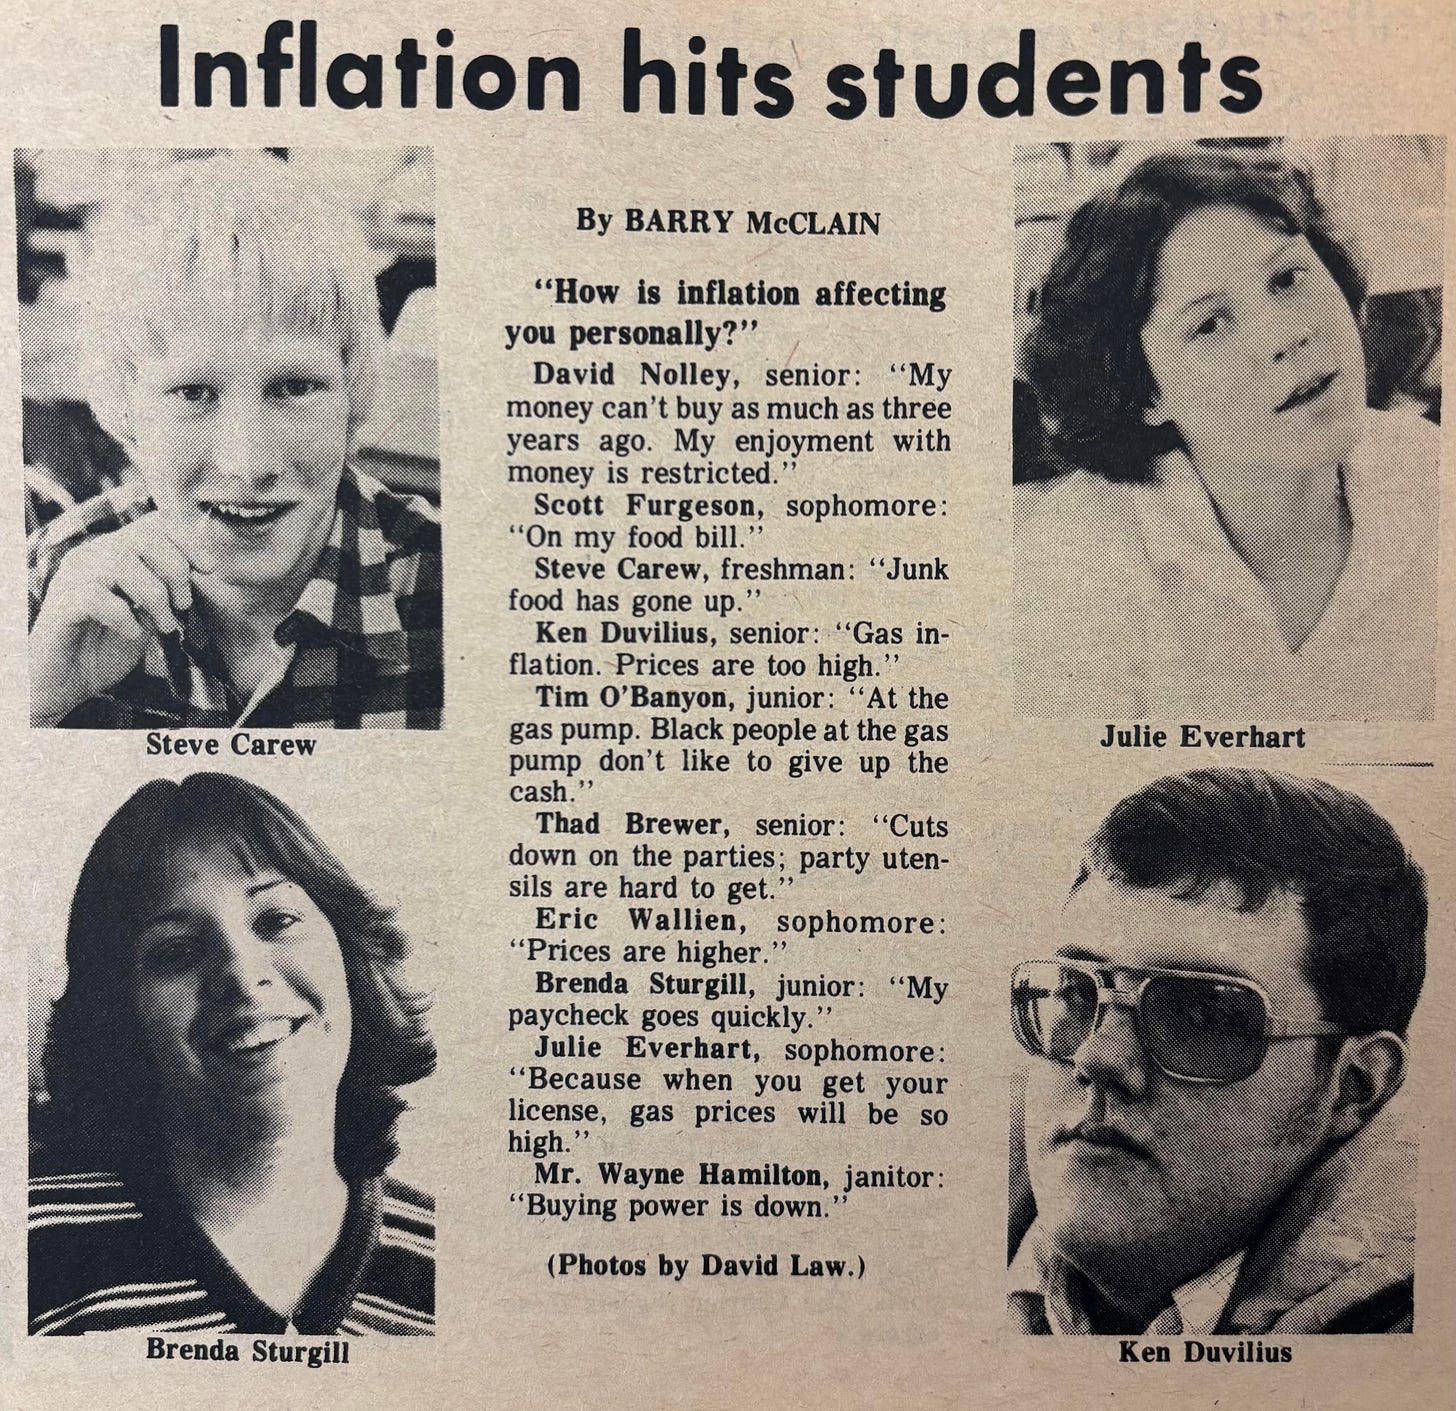 Inflation hits students
By BARRY McCLAIN
“How is inflation affecting
you personally?”
David Nolley, senior: “My
money can't buy as much as three
years ago. My enjoyment with
money is restricted.”
Scott Furgeson, sophomore:
“On my food bill.”
Steve Carew, freshman: “Junk
food has gone up.”
Ken Duvilius, senior: “Gas in-
flation. Prices are too high.”
Tim O'Banyon, junior: “At the
gas pump. Black people at the gas
pump don't like to give up the
cash.”
Thad Brewer, senior: “Cuts
down on the parties; party uten-
sils are hard to get.”
Eric Wallien, sophomore:
“Prices are higher.”
Brenda Sturgill, junior: “My
paycheck goes quickly.”
Julie Everhart, sophomore:
“Because when you get your
license, gas prices will be so
high.”
Mr. Wayne Hamilton, janitor:
“Buying power is down.”
(Photos by David Law.)
Steve Carew
Brenda Sturgill
Julie Everhart
Ken Duvilius